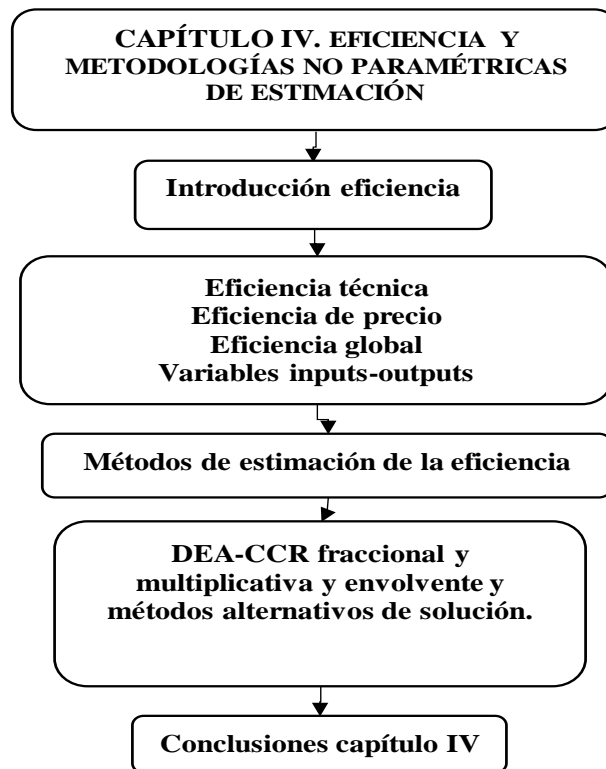 CAPÍTULO IV. EFICIENCIA Y
METODOLOGÍAS NO PARAMÉTRICAS
DE ESTIMACIÓN
Introducción eficiencia
Eficiencia técnica
Eficiencia de precio
Eficiencia global
Variables inputs-outputs
Métodos de estimación de la eficiencia
DEA-CCR fraccional y
multiplicativa y envolvente y
métodos alternativos de solución.
Conclusiones capítulo IV